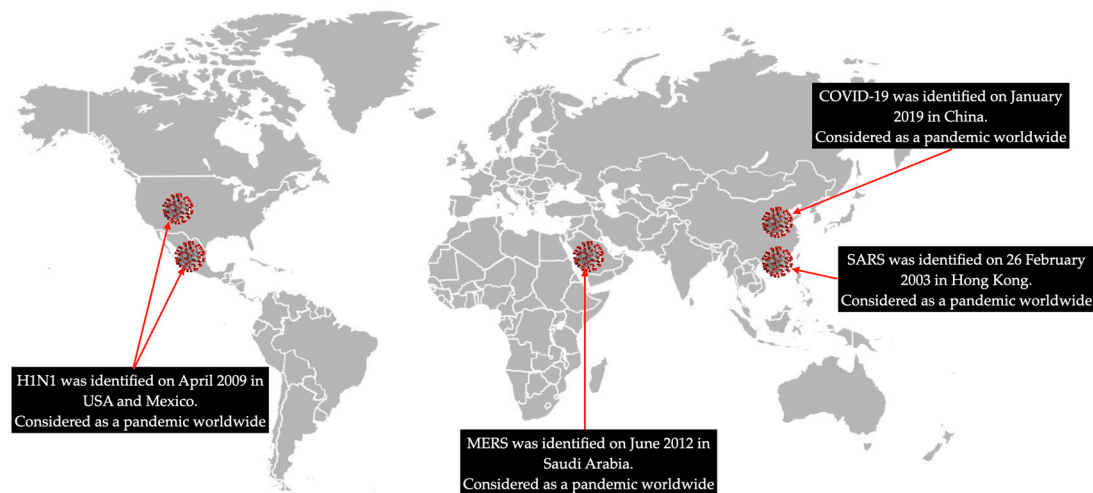 COVID-19 was identified on January
2019 in China.
Considered as a pandemic worldwide
SARS was identified on 26 February
2003 in Hong Kong.
Considered as a pandemic worldwide
H1N1 was identified on April 2009 in
USA and Mexico.
Considered as a pandemic worldwide
MERS was identified on June 2012 in
Saudi Arabia.
Considered as a pandemic worldwide